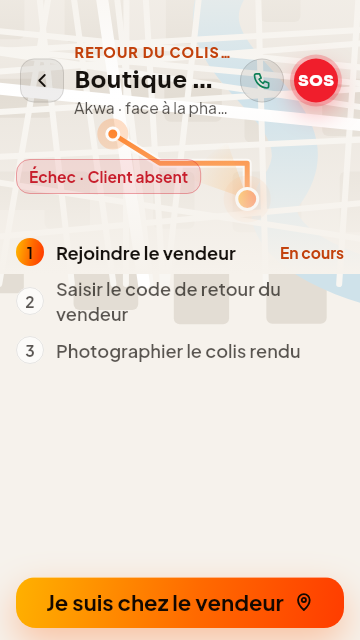 RETOUR DU COLIS…
Boutique ...
SOS
Akwa · face à la pha…
Échec · Client absent
1 Rejoindre le vendeur En cours
2 Saisir le code de retour du
vendeur
3 Photographier le colis rendu
Je suis chez le vendeur